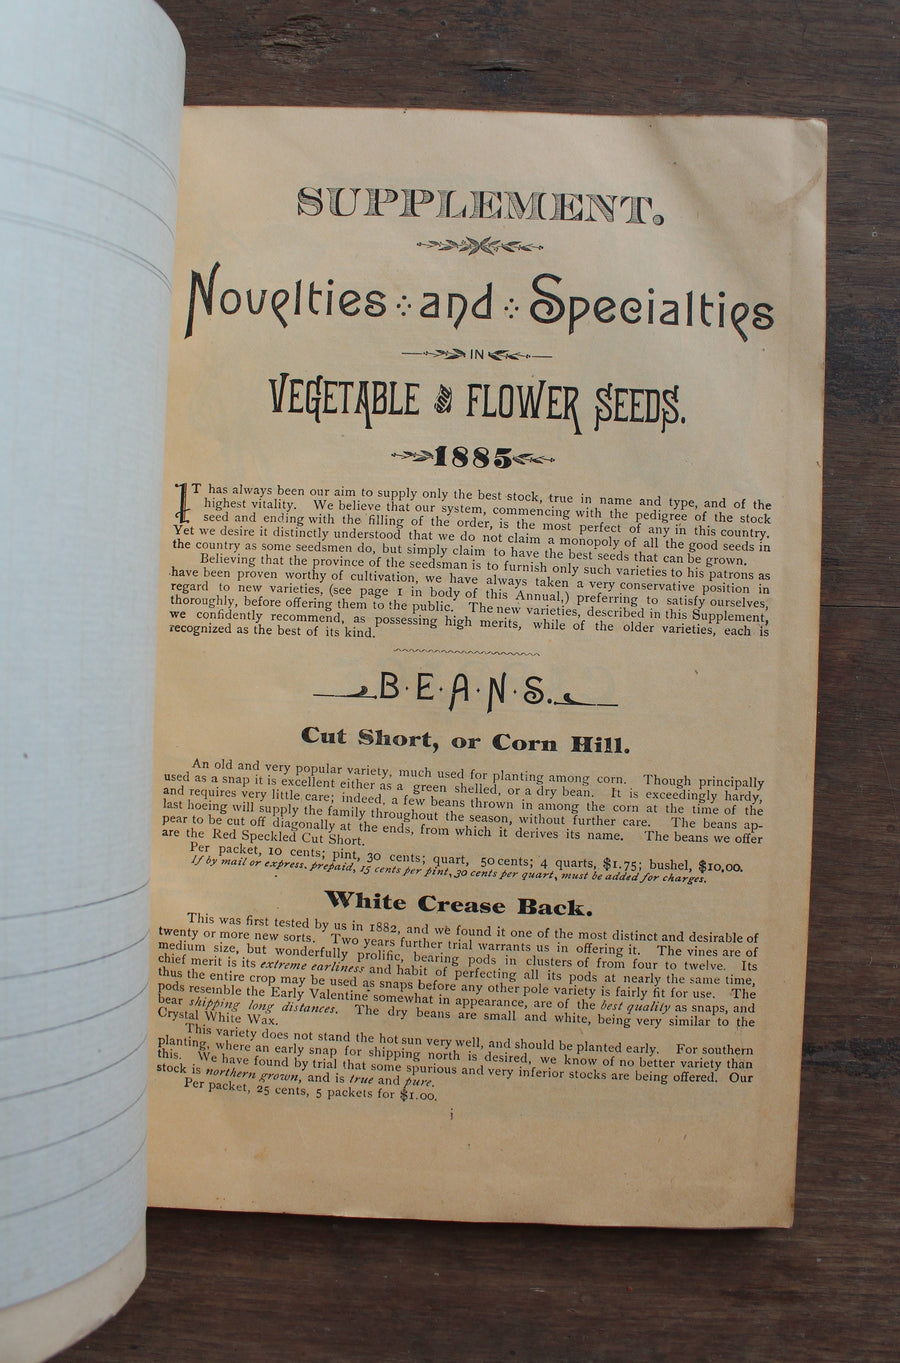 SUPPLEMENT.
Novelties and Specialties
IN
VEGETABLE AND FLOWER SEEDS.
1885
IT has always been our aim to supply only the best stock, true in name and type, and of the
highest vitality. We believe that our system, commencing with the pedigree of the stock
seed and ending with the filling of the order, is the most perfect of any in this country.
Yet we desire it distinctly understood that we do not claim a monopoly of all the good seeds in
the country as some seedsmen do, but simply claim to have the best seeds that can be grown.
Believing that the province of the seedsman is to furnish only such varieties to his patrons as
have been proven worthy of cultivation, we have always taken a very conservative position in
regard to new varieties, (see page 1 in body of this Annual,) preferring to satisfy ourselves,
thoroughly, before offering them to the public. The new varieties, described in this Supplement,
we confidently recommend, as possessing high merits, while of the older varieties, each is
recognized as the best of its kind.
B·E·A·N·S.
Cut Short, or Corn Hill.
An old and very popular variety, much used for planting among corn. Though principally
used as a snap it is excellent either as a green shelled, or a dry bean. It is exceedingly hardy,
and requires very little care; indeed, a few beans thrown in among the corn at the time of the
last hoeing will supply the family throughout the season, without further care. The beans ap-
pear to be cut off diagonally at the ends, from which it derives its name. The beans we offer
are the Red Speckled Cut Short.
Per packet, 10 cents; pint, 30 cents; quart, 50 cents; 4 quarts, $1.75; bushel, $10.00.
If by mail or express, prepaid, 15 cents per pint, 30 cents per quart, must be added for charges.
White Crease Back.
This was first tested by us in 1882, and we found it one of the most distinct and desirable of
twenty or more new sorts. Two years further trial warrants us in offering it. The vines are of
medium size, but wonderfully prolific, bearing pods in clusters of from four to twelve. Its
chief merit is its extreme earliness and habit of perfecting all its pods at nearly the same time,
thus the entire crop may be used as snaps before any other pole variety is fairly fit for use. The
pods resemble the Early Valentine somewhat in appearance, are of the best quality as snaps, and
bear shipping long distances. The dry beans are small and white, being very similar to the
Crystal White Wax.
This variety does not stand the hot sun very well, and should be planted early. For southern
planting, where an early snap for shipping north is desired, we know of no better variety than
this. We have found by trial that some spurious and very inferior stocks are being offered. Our
stock is northern grown, and is true and pure.
Per packet, 25 cents, 5 packets for $1.00.
i